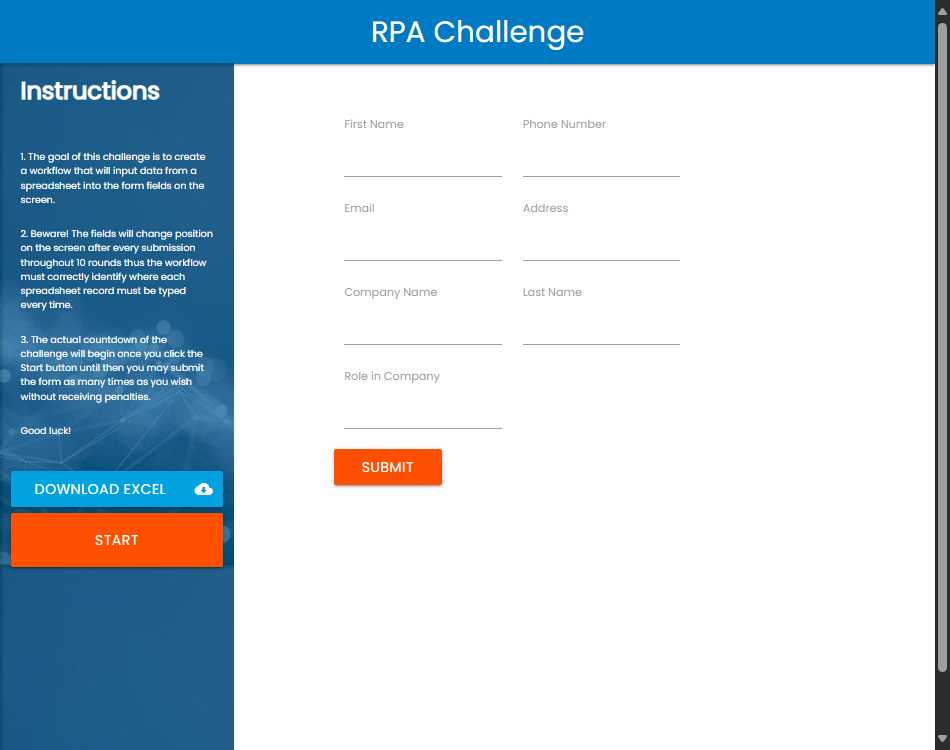 RPA Challenge
Instructions
1. The goal of this challenge is to create
a workflow that will input data from a
spreadsheet into the form fields on the
screen.
2. Beware! The fields will change position
on the screen after every submission
throughout 10 rounds thus the workflow
must correctly identify where each
spreadsheet record must be typed
every time.
3. The actual countdown of the
challenge will begin once you click the
Start button until then you may submit
the form as many times as you wish
without receiving penalties.
Good luck!
DOWNLOAD EXCEL
START
First Name
Phone Number
Email
Address
Company Name
Last Name
Role in Company
SUBMIT